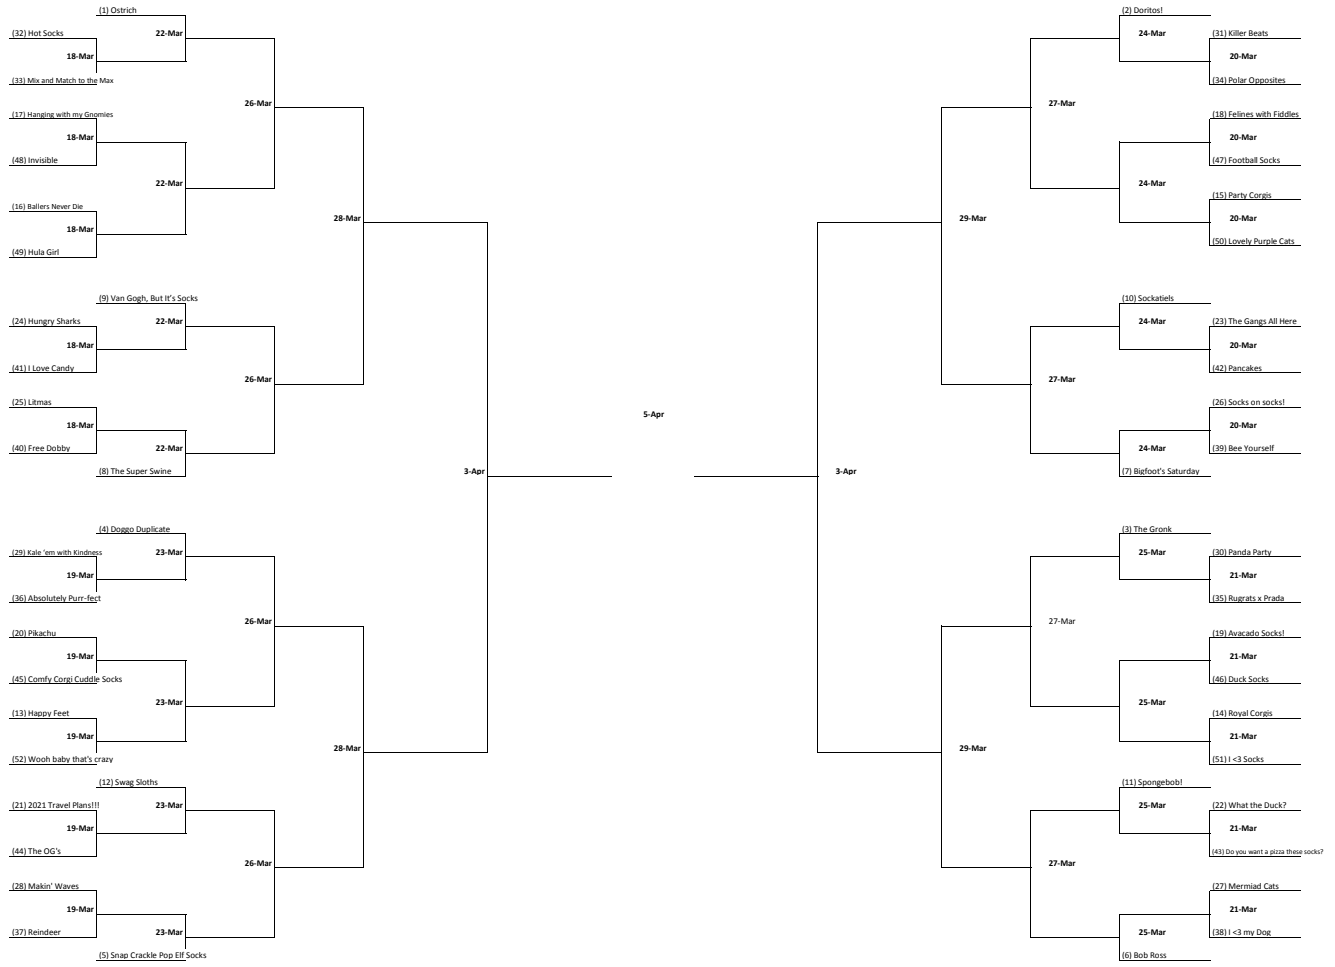 (1) Ostrich
(32) Hot Socks
22-Mar
18-Mar
(33) Mix and Match to the Max
26-Mar
(17) Hanging with my Gnomies
18-Mar
(48) Invisible
22-Mar
(16) Ballers Never Die
28-Mar
18-Mar
(49) Hula Girl
(9) Van Gogh, But It's Socks
(24) Hungry Sharks
22-Mar
18-Mar
(41) I Love Candy
26-Mar
(25) Litmas
18-Mar
(40) Free Dobby
22-Mar
(8) The Super Swine
3-Apr
(4) Doggo Duplicate
(29) Kale 'em with Kindness
23-Mar
19-Mar
(36) Absolutely Purr-fect
26-Mar
(20) Pikachu
19-Mar
(45) Comfy Corgi Cuddle Socks
23-Mar
(13) Happy Feet
19-Mar
28-Mar
(52) Wooh baby that's crazy
(12) Swag Sloths
(21) 2021 Travel Plans!!!
23-Mar
19-Mar
(44) The OG's
26-Mar
(28) Makin' Waves
19-Mar
(37) Reindeer
23-Mar
(5) Snap Crackle Pop Elf Socks
5-Apr
(2) Doritos!
24-Mar
(31) Killer Beats
20-Mar
(34) Polar Opposites
27-Mar
(18) Felines with Fiddles
20-Mar
(47) Football Socks
24-Mar
(15) Party Corgis
29-Mar
20-Mar
(50) Lovely Purple Cats
(10) Sockatiels
24-Mar
(23) The Gangs All Here
20-Mar
(42) Pancakes
27-Mar
(26) Socks on socks!
20-Mar
24-Mar
(39) Bee Yourself
(7) Bigfoot's Saturday
3-Apr
(3) The Gronk
25-Mar
(30) Panda Party
21-Mar
(35) Rugrats x Prada
27-Mar
(19) Avacado Socks!
21-Mar
(46) Duck Socks
25-Mar
(14) Royal Corgis
21-Mar
29-Mar
(51) I <3 Socks
(11) Spongebob!
25-Mar
(22) What the Duck?
21-Mar
(43) Do you want a pizza these socks?
27-Mar
(27) Mermiad Cats
21-Mar
25-Mar
(38) I <3 my Dog
(6) Bob Ross